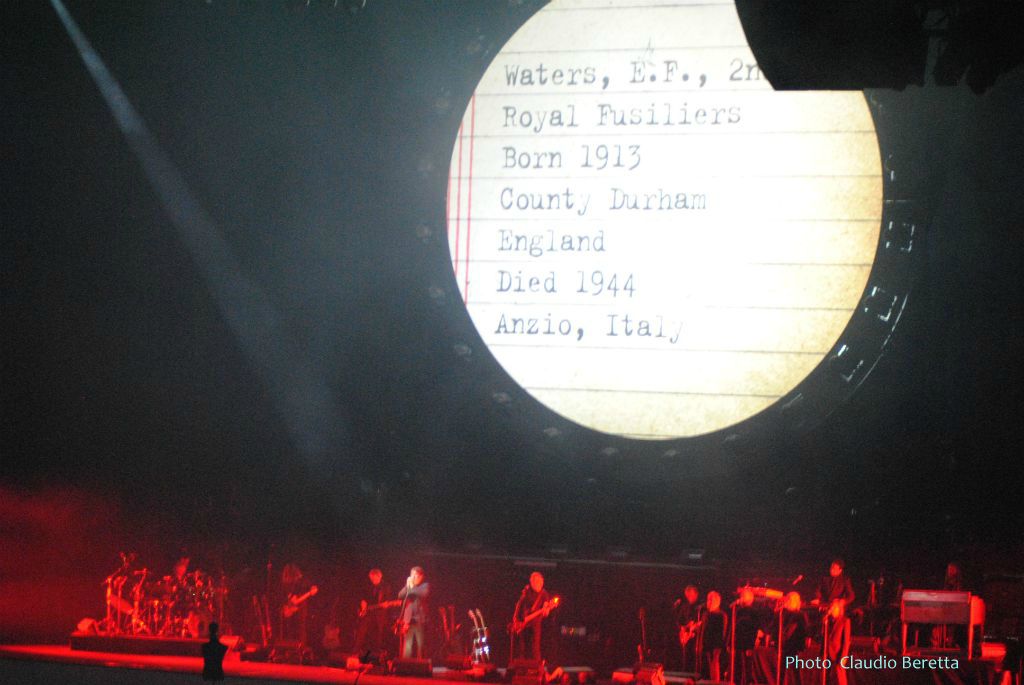 Waters, E.F., 2n
Royal Fusiliers
Born 1913
County Durham
England
Died 1944
Anzio, Italy
Photo Claudio Beretta